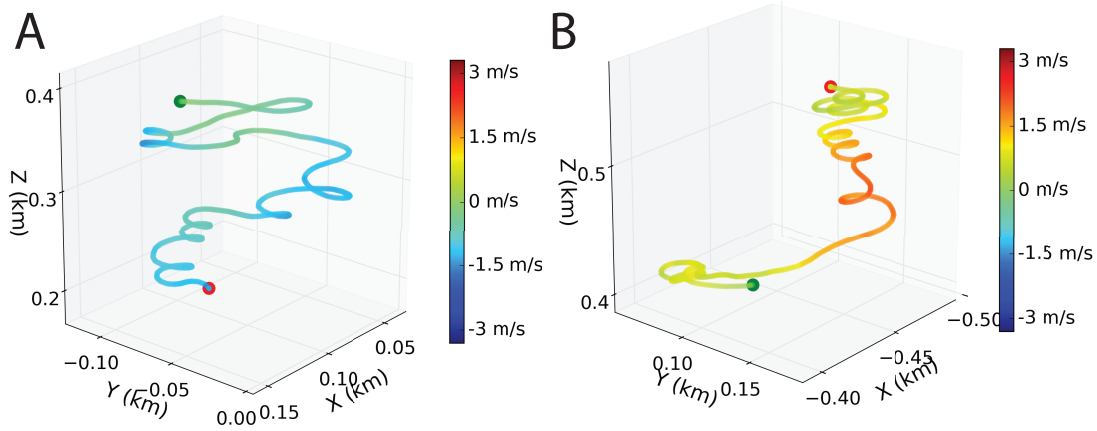 A
0.4
0.3
0.2
Z (km)
−0.10
−0.05
0.00
Y (km)
0.15
0.10
0.05
X (km)
3 m/s
1.5 m/s
0 m/s
-1.5 m/s
-3 m/s
B
0.5
0.4
Z (km)
0.10
0.15
Y (km)
−0.40
−0.45
−0.50
X (km)
3 m/s
1.5 m/s
0 m/s
-1.5 m/s
-3 m/s